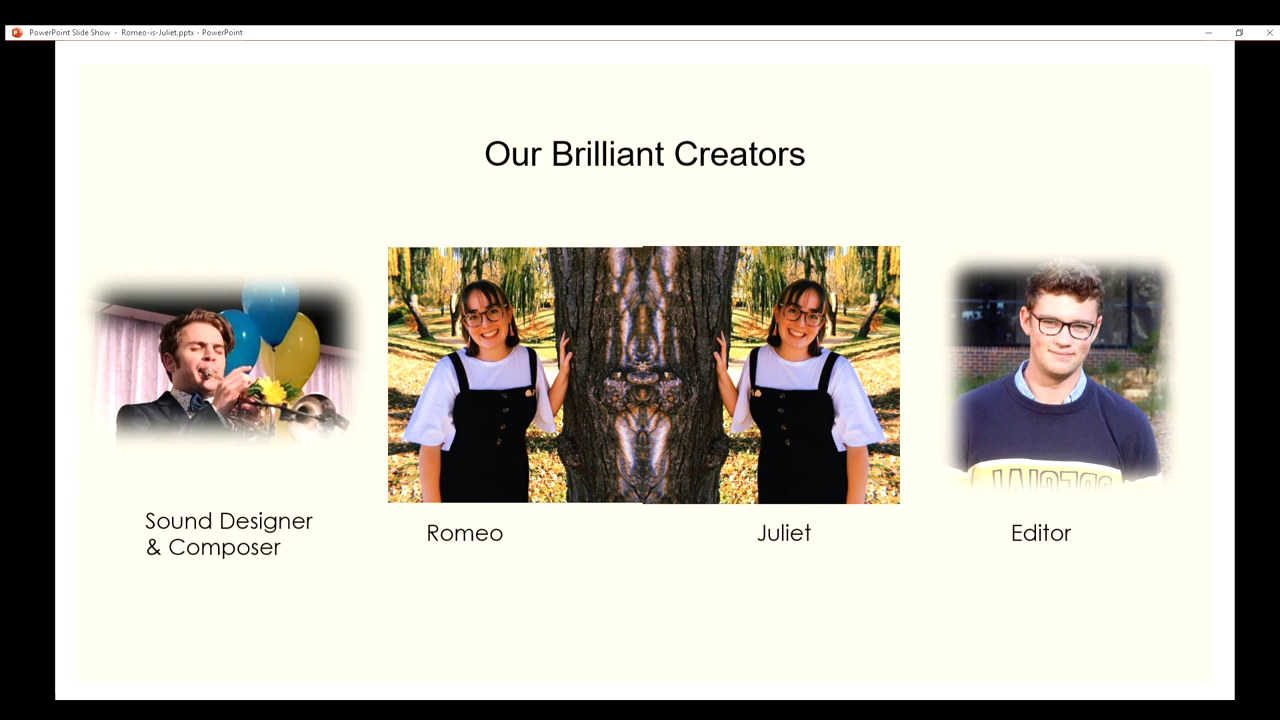 PowerPoint Slide Show - Romeo-is-Juliet.pptx - PowerPoint
Our Brilliant Creators
Sound Designer
& Composer
Romeo
Juliet
Editor